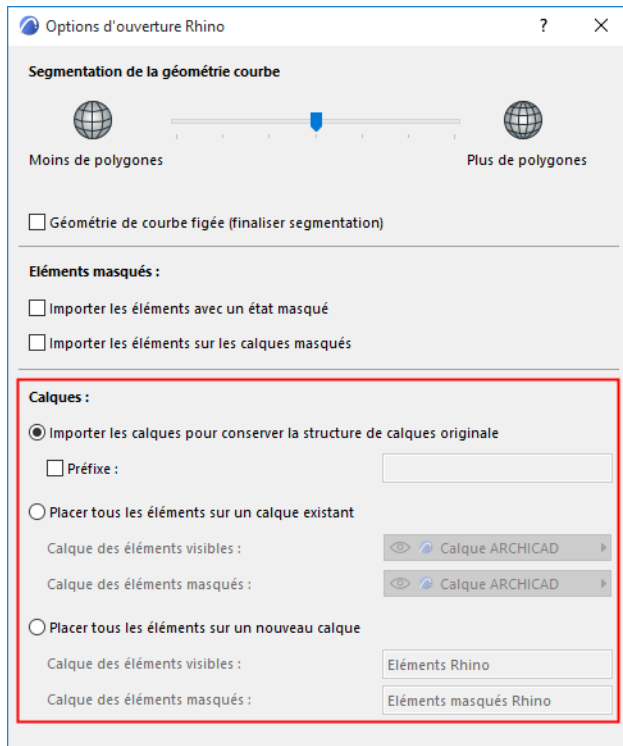 Options d'ouverture Rhino ?
Segmentation de la géométrie courbe
Moins de polygones Plus de polygones
Géométrie de courbe figée (finaliser segmentation)
Eléments masqués :
Importer les éléments avec un état masqué
Importer les éléments sur les calques masqués
Calques :
Importer les calques pour conserver la structure de calques originale
Préfixe :
Placer tous les éléments sur un calque existant
Calque des éléments visibles : Calque ARCHICAD
Calque des éléments masqués : Calque ARCHICAD
Placer tous les éléments sur un nouveau calque
Calque des éléments visibles : Eléments Rhino
Calque des éléments masqués : Eléments masqués Rhino